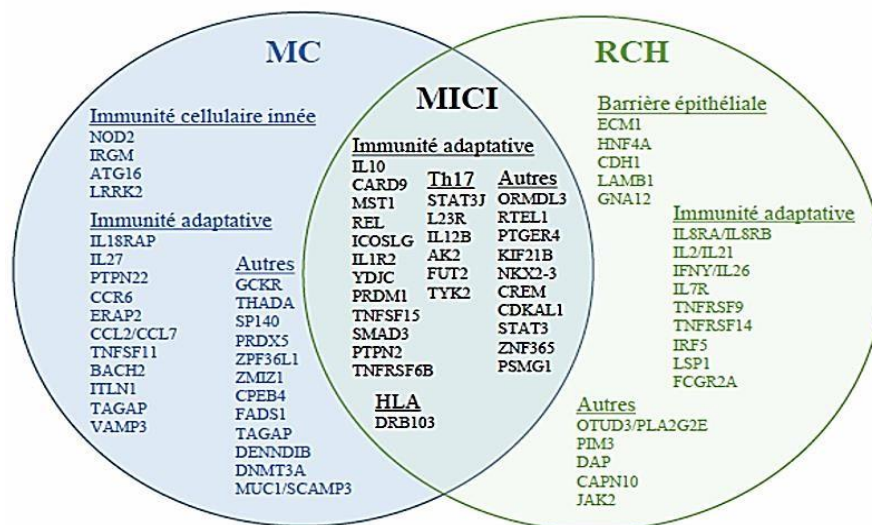 MC
RCH
MICI
Immunité cellulaire innée
NOD2
IRGM
ATG16
LRRK2
Immunité adaptative
IL18RAP
IL27
PTPN22
CCR6
ERAP2
CCL2/CCL7
TNFSF11
BACH2
ITLN1
TAGAP
VAMP3
Autres
GCKR
THADA
SP140
PRDX5
ZPF36L1
ZMIZ1
CPEB4
FADS1
TAGAP
DENNDIB
DNMT3A
MUC1/SCAMP3
Immunité adaptative
IL10
CARD9
MST1
REL
ICOSLG
IL1R2
YDJC
PRDM1
TNFSF15
SMAD3
PTPN2
TNFRSF6B
Th17
STAT3J
L23R
IL12B
AK2
FUT2
TYK2
Autres
ORMDL3
RTEL1
PTGER4
KIF21B
NKX2-3
CREM
CDKAL1
STAT3
ZNF365
PSMG1
HLA
DRB103
Barrière épithéliale
ECM1
HNF4A
CDH1
LAMB1
GNA12
Immunité adaptative
IL8RA/IL8RB
IL2/IL21
IFNY/IL26
IL7R
TNFRSF9
TNFRSF14
IRF5
LSP1
FCGR2A
Autres
OTUD3/PLA2G2E
PIM3
DAP
CAPN10
JAK2